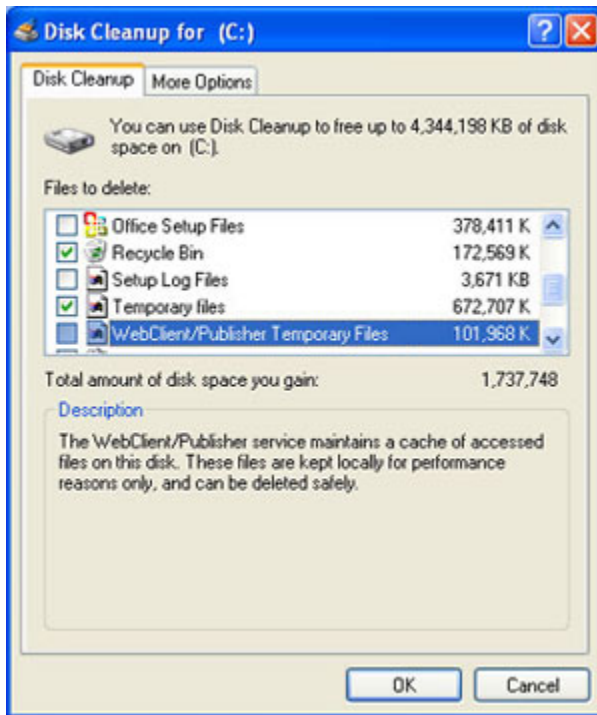 Disk Cleanup for (C:)
Disk Cleanup
More Options
You can use Disk Cleanup to free up to 4,344,198 KB of disk
space on (C:).
Files to delete:
Office Setup Files 378,411 K
Recycle Bin 172,569 K
Setup Log Files 3,671 KB
Temporary files 672,707 K
WebClient/Publisher Temporary Files 101,968 K
Total amount of disk space you gain: 1,737,748
Description
The WebClient/Publisher service maintains a cache of accessed
files on this disk. These files are kept locally for performance
reasons only, and can be deleted safely.
OK Cancel